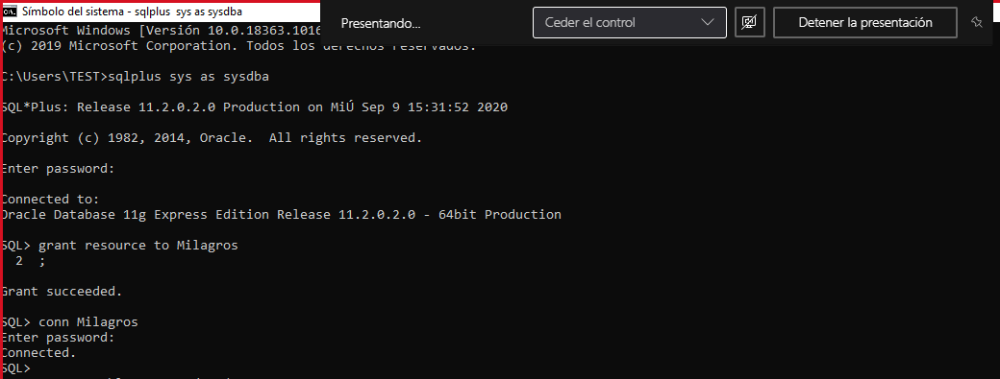 Símbolo del sistema - sqlplus sys as sysdba
Presentando...
Ceder el control
Detener la presentación
Microsoft Windows [Versión 10.0.18363.1016
(c) 2019 Microsoft Corporation. Todos los derechos reservados.
C:\Users\TEST>sqlplus sys as sysdba
SQL*Plus: Release 11.2.0.2.0 Production on MiÚ Sep 9 15:31:52 2020
Copyright (c) 1982, 2014, Oracle.  All rights reserved.
Enter password:
Connected to:
Oracle Database 11g Express Edition Release 11.2.0.2.0 - 64bit Production
SQL> grant resource to Milagros
2  ;
Grant succeeded.
SQL> conn Milagros
Enter password:
Connected.
SQL>